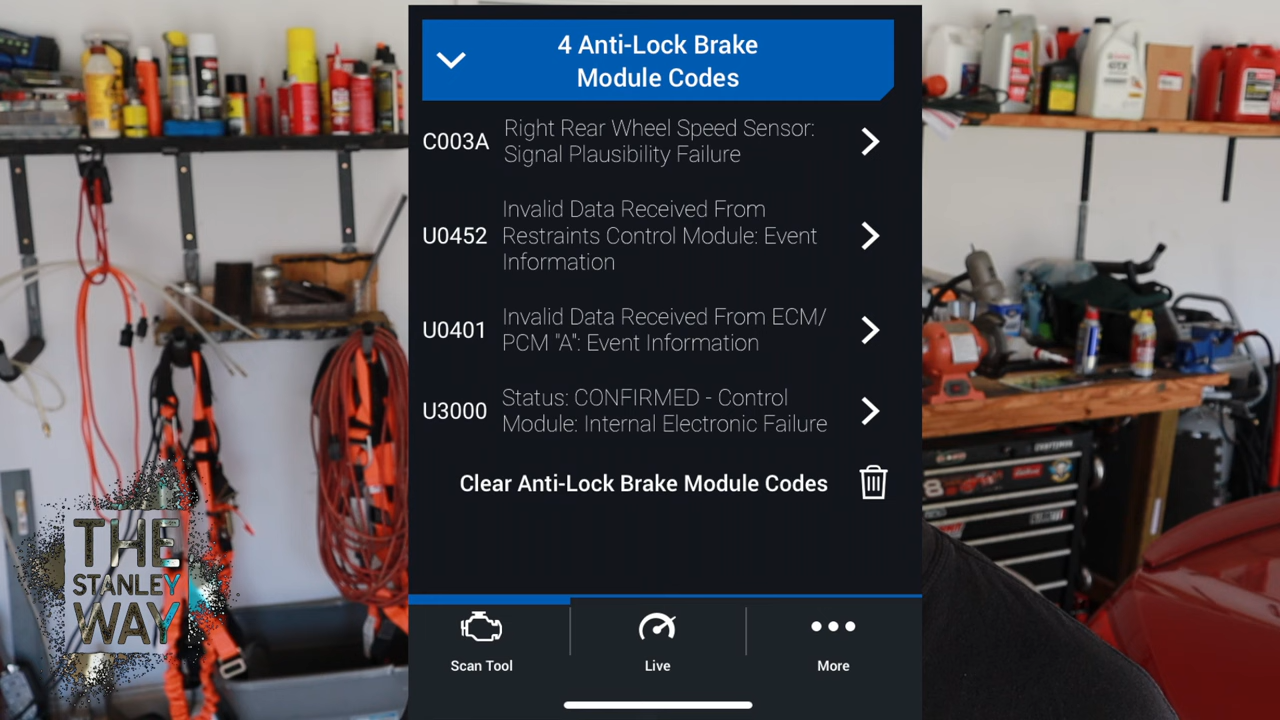 4 Anti-Lock Brake
Module Codes
C003A
Right Rear Wheel Speed Sensor:
Signal Plausibility Failure
U0452
Invalid Data Received From
Restraints Control Module: Event
Information
U0401
Invalid Data Received From ECM/
PCM "A": Event Information
U3000
Status: CONFIRMED - Control
Module: Internal Electronic Failure
Clear Anti-Lock Brake Module Codes
Scan Tool
Live
More
THE
STANLEY
WAY
CRAFTSMAN
8